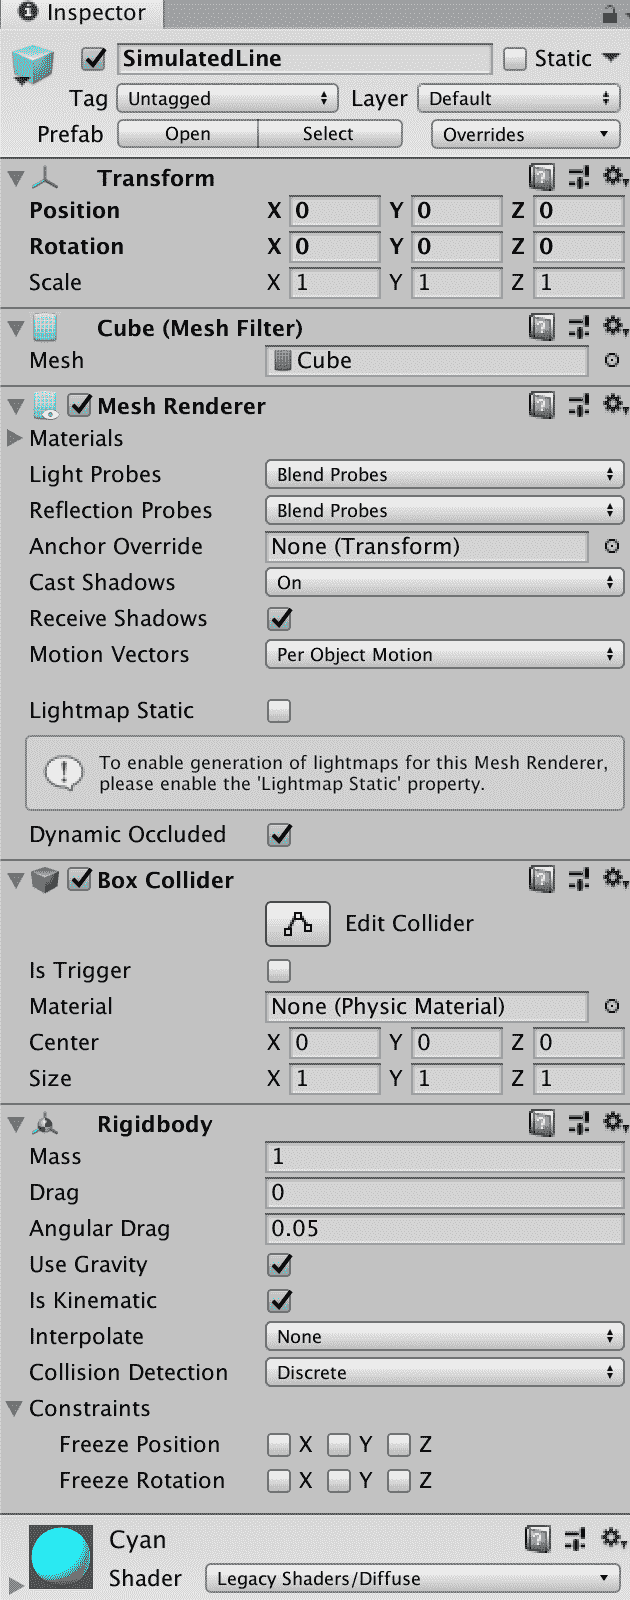 Inspector
SimulatedLine Static
Tag Untagged Layer Default
Prefab Open Select Overrides
Transform
Position X 0 Y 0 Z 0
Rotation X 0 Y 0 Z 0
Scale X 1 Y 1 Z 1
Cube (Mesh Filter)
Mesh Cube
Mesh Renderer
Materials
Light Probes Blend Probes
Reflection Probes Blend Probes
Anchor Override None (Transform)
Cast Shadows On
Receive Shadows
Motion Vectors Per Object Motion
Lightmap Static
To enable generation of lightmaps for this Mesh Renderer,
please enable the 'Lightmap Static' property.
Dynamic Occluded
Box Collider
Edit Collider
Is Trigger
Material None (Physic Material)
Center X 0 Y 0 Z 0
Size X 1 Y 1 Z 1
Rigidbody
Mass 1
Drag 0
Angular Drag 0.05
Use Gravity
Is Kinematic
Interpolate None
Collision Detection Discrete
Constraints
Freeze Position X Y Z
Freeze Rotation X Y Z
Cyan
Shader Legacy Shaders/Diffuse